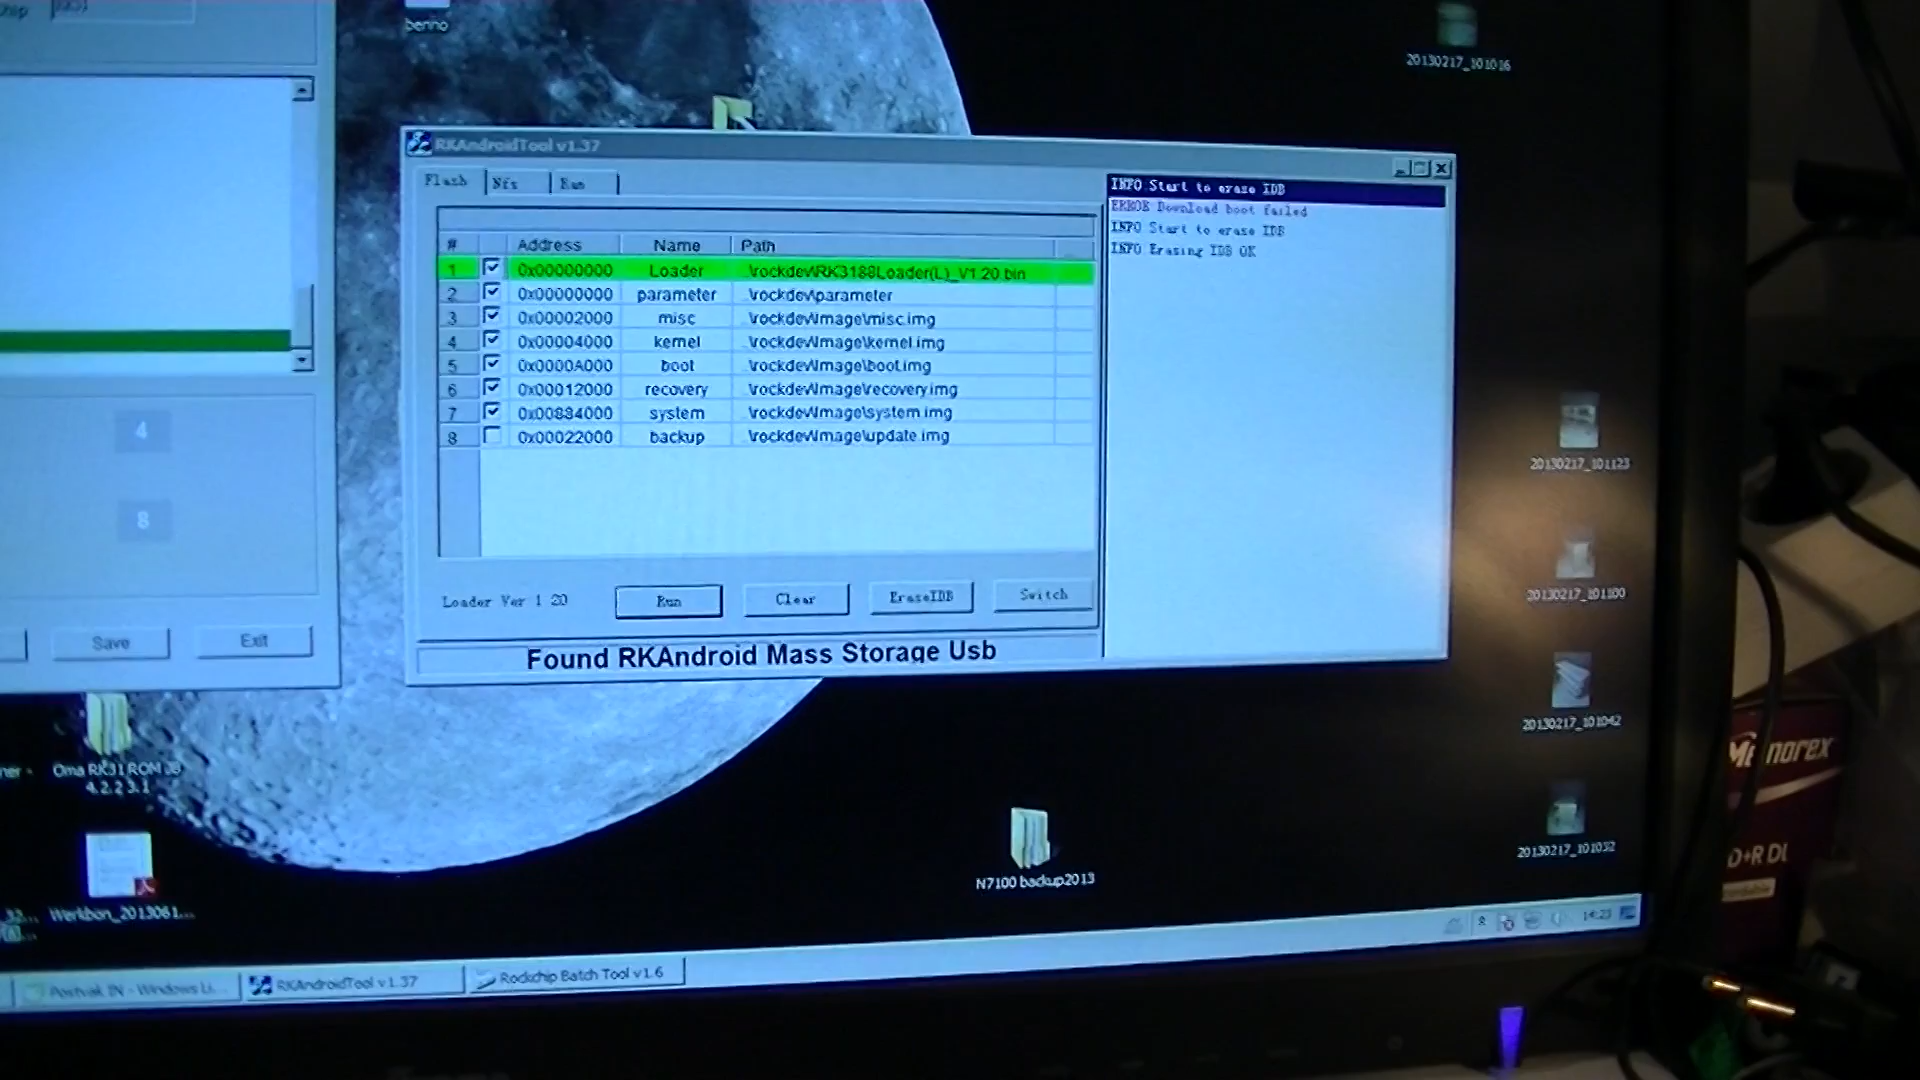 benno
20130217_101016
RKAndroidTool v1.37
Flash
Nfs
Run
INFO Start to erase IDB
ERROR Download boot failed
INFO Start to erase IDB
INFO Erasing IDB OK
# Address Name Path
1 0x00000000 Loader ..\rockdev\RK3188Loader(L)_V1.20.bin
2 0x00000000 parameter ..\rockdev\parameter
3 0x00002000 misc ..\rockdev\Image\misc.img
4 0x00004000 kernel ..\rockdev\Image\kernel.img
5 0x0000A000 boot ..\rockdev\Image\boot.img
6 0x00012000 recovery ..\rockdev\Image\recovery.img
7 0x00884000 system ..\rockdev\Image\system.img
8 0x00022000 backup ..\rockdev\Image\update.img
Loader Ver 1.20
Run
Clear
EraseIDB
Switch
Found RKAndroid Mass Storage Usb
4
8
Save
Exit
20130217_101123
20130217_101100
20130217_101042
20130217_101032
Oma RK31 ROM JB
4.2.2 3.1
Werkbon_2013061...
N7100 backup2013
Memorex
D+R DL
14:23
Postvak IN - Windows Li...
RKAndroidTool v1.37
Rockchip Batch Tool v1.6